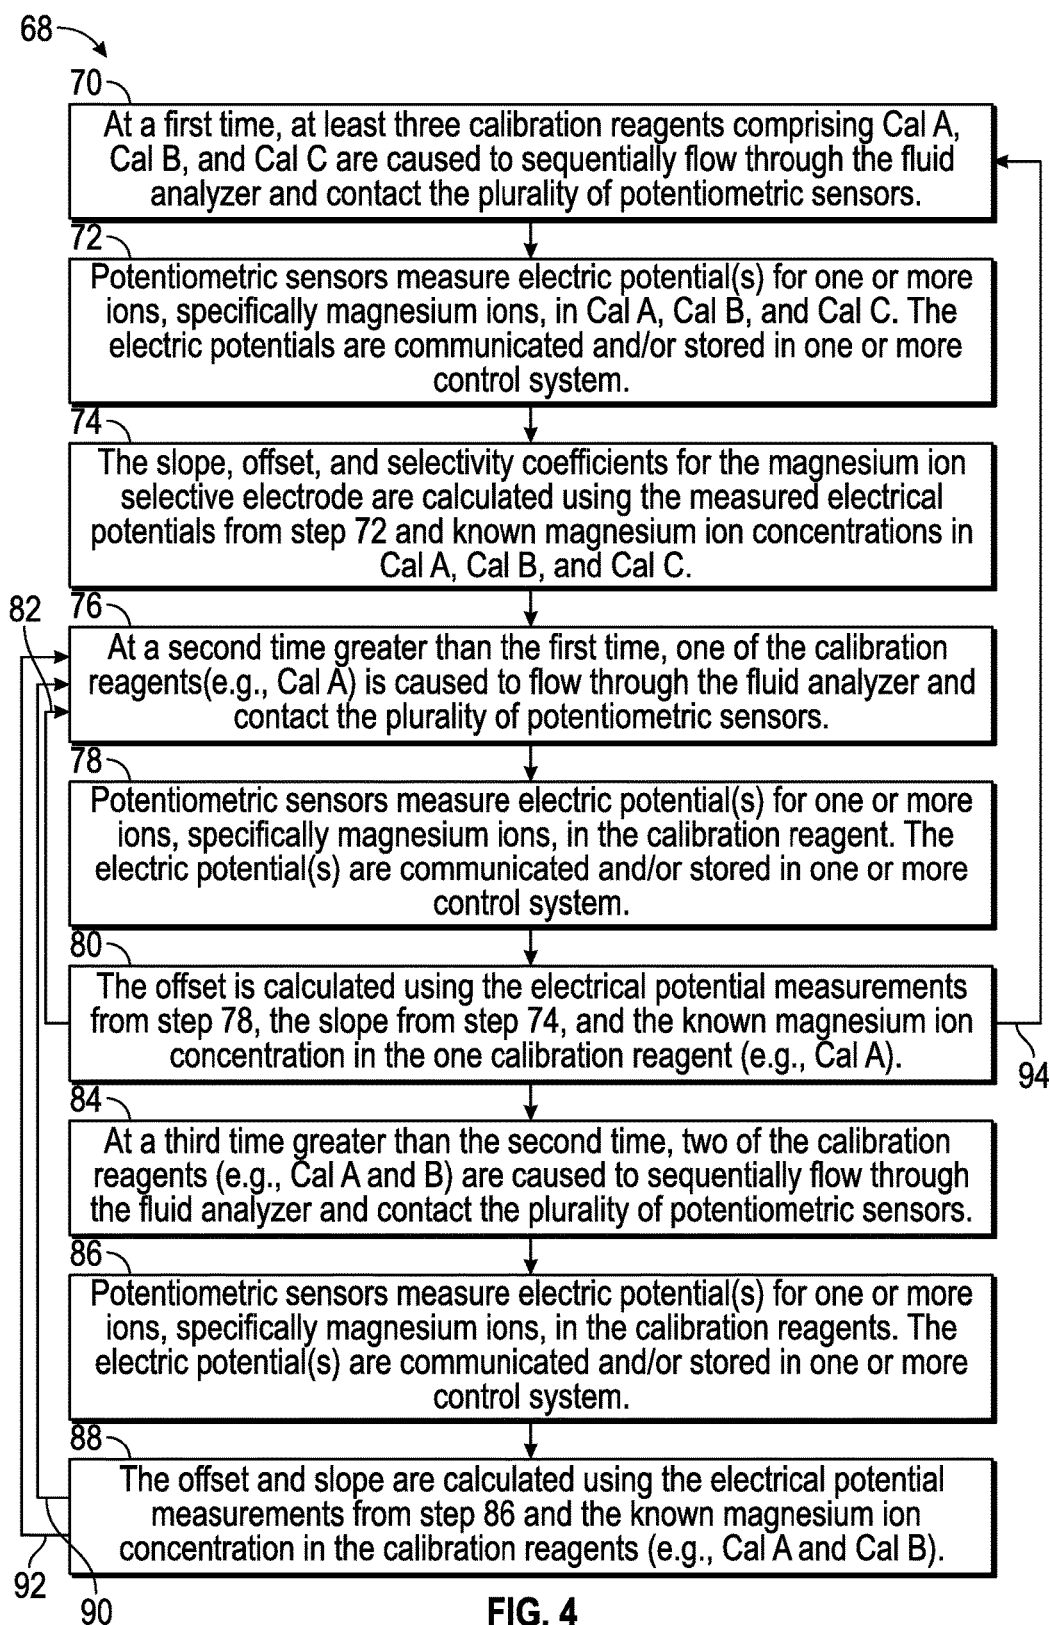 68
70
At a first time, at least three calibration reagents comprising Cal A,
Cal B, and Cal C are caused to sequentially flow through the fluid
analyzer and contact the plurality of potentiometric sensors.
72
Potentiometric sensors measure electric potential(s) for one or more
ions, specifically magnesium ions, in Cal A, Cal B, and Cal C. The
electric potentials are communicated and/or stored in one or more
control system.
74
The slope, offset, and selectivity coefficients for the magnesium ion
selective electrode are calculated using the measured electrical
potentials from step 72 and known magnesium ion concentrations in
Cal A, Cal B, and Cal C.
82
76
At a second time greater than the first time, one of the calibration
reagents(e.g., Cal A) is caused to flow through the fluid analyzer and
contact the plurality of potentiometric sensors.
78
Potentiometric sensors measure electric potential(s) for one or more
ions, specifically magnesium ions, in the calibration reagent. The
electric potential(s) are communicated and/or stored in one or more
control system.
80
The offset is calculated using the electrical potential measurements
from step 78, the slope from step 74, and the known magnesium ion
concentration in the one calibration reagent (e.g., Cal A).
94
84
At a third time greater than the second time, two of the calibration
reagents (e.g., Cal A and B) are caused to sequentially flow through
the fluid analyzer and contact the plurality of potentiometric sensors.
86
Potentiometric sensors measure electric potential(s) for one or more
ions, specifically magnesium ions, in the calibration reagents. The
electric potential(s) are communicated and/or stored in one or more
control system.
88
The offset and slope are calculated using the electrical potential
measurements from step 86 and the known magnesium ion
concentration in the calibration reagents (e.g., Cal A and Cal B).
92
90
FIG. 4